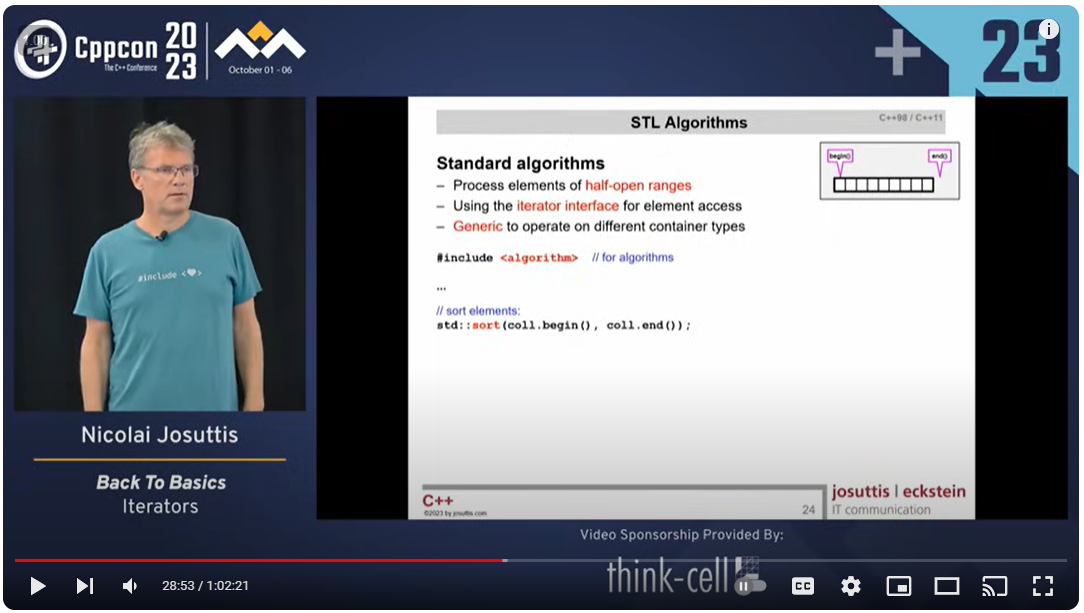 Cppcon
The C++ Conference
20
23
October 01 - 06
23
#include <♥>
Nicolai Josuttis
Back To Basics
Iterators
STL Algorithms
C++98 / C++11
Standard algorithms
– Process elements of half-open ranges
– Using the iterator interface for element access
– Generic to operate on different container types
begin()
end()
#include <algorithm> // for algorithms
...
// sort elements:
std::sort(coll.begin(), coll.end());
C++
©2023 by josuttis.com
24
josuttis | eckstein
IT communication
Video Sponsorship Provided By:
think-cell
28:53 / 1:02:21
CC